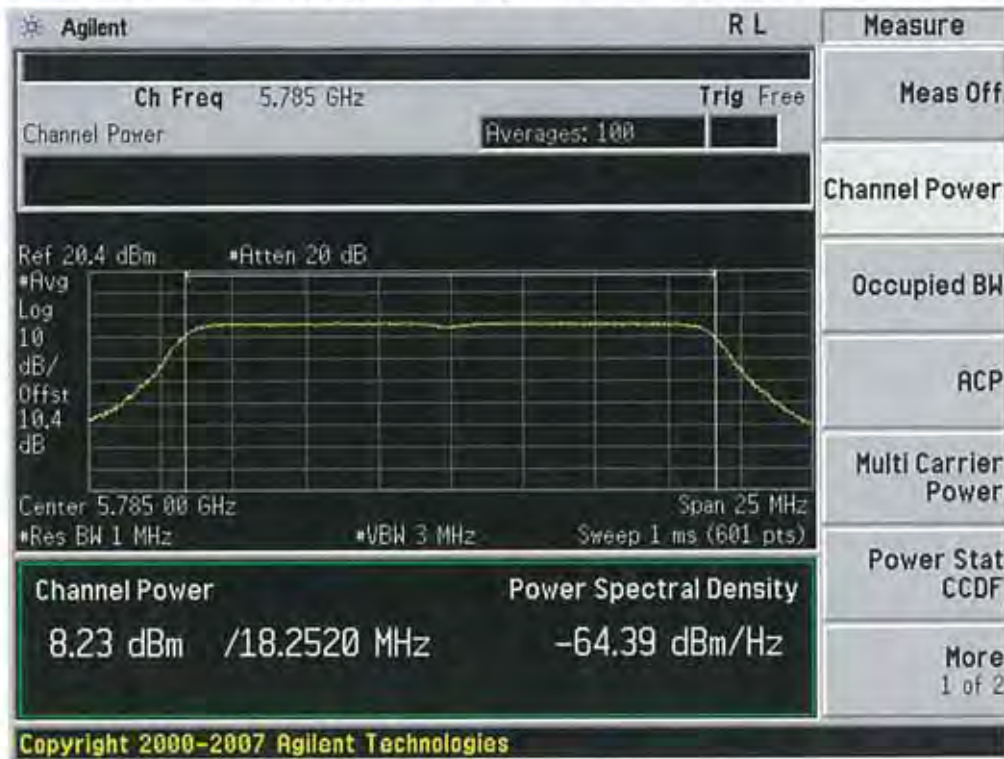 Agilent R L Measure
Ch Freq 5.785 GHz Trig Free
Channel Power Averages: 100
Meas Off
Channel Power
Occupied BW
ACP
Multi Carrier
Power
Power Stat
CCDF
More
1 of 2
Ref 20.4 dBm *Atten 20 dB
*Avg
Log
10
dB/
Offst
10.4
dB
Center 5.785 00 GHz Span 25 MHz
*Res BW 1 MHz *VBW 3 MHz Sweep 1 ms (601 pts)
Channel Power Power Spectral Density
8.23 dBm /18.2520 MHz -64.39 dBm/Hz
Copyright 2000-2007 Agilent Technologies